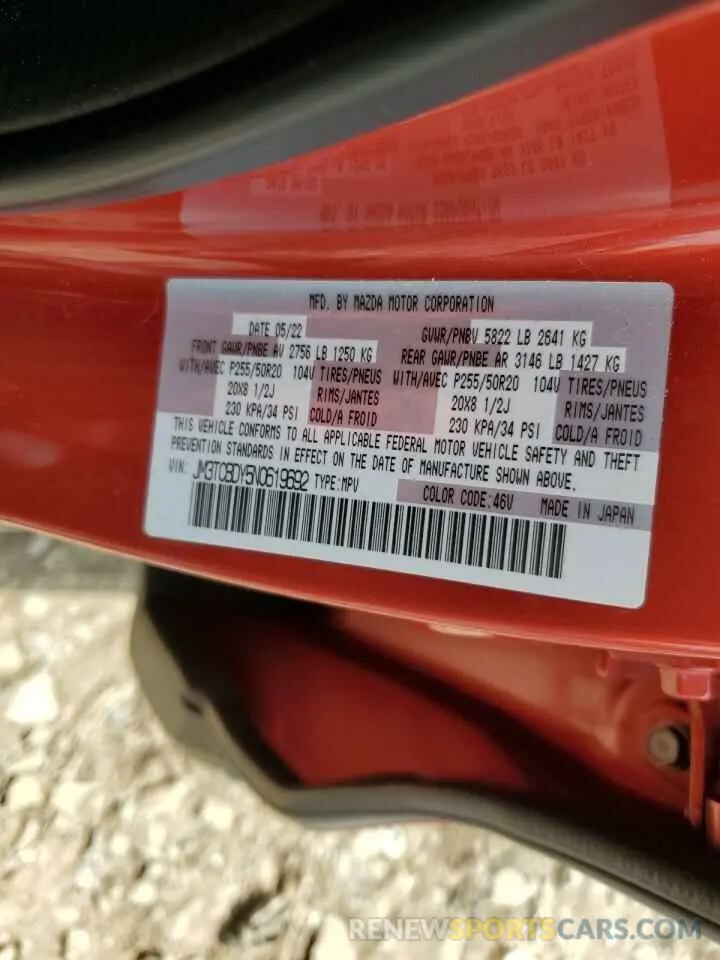 MFD. BY MAZDA MOTOR CORPORATION
DATE 05/22 GVWR/PNBV 5822 LB 2641 KG
FRONT GAWR/PNBE AV 2756 LB 1250 KG REAR GAWR/PNBE AR 3146 LB 1427 KG
WITH/AVEC P255/50R20 104V TIRES/PNEUS WITH/AVEC P255/50R20 104V TIRES/PNEUS
20X8 1/2J RIMS/JANTES 20X8 1/2J RIMS/JANTES
230 KPA/34 PSI COLD/A FROID 230 KPA/34 PSI COLD/A FROID
THIS VEHICLE CONFORMS TO ALL APPLICABLE FEDERAL MOTOR VEHICLE SAFETY AND THEFT
PREVENTION STANDARDS IN EFFECT ON THE DATE OF MANUFACTURE SHOWN ABOVE.
VIN: JM3TCBDY5N0619692 TYPE:MPV
COLOR CODE:46V MADE IN JAPAN
RENEWSPORTSCARS.COM